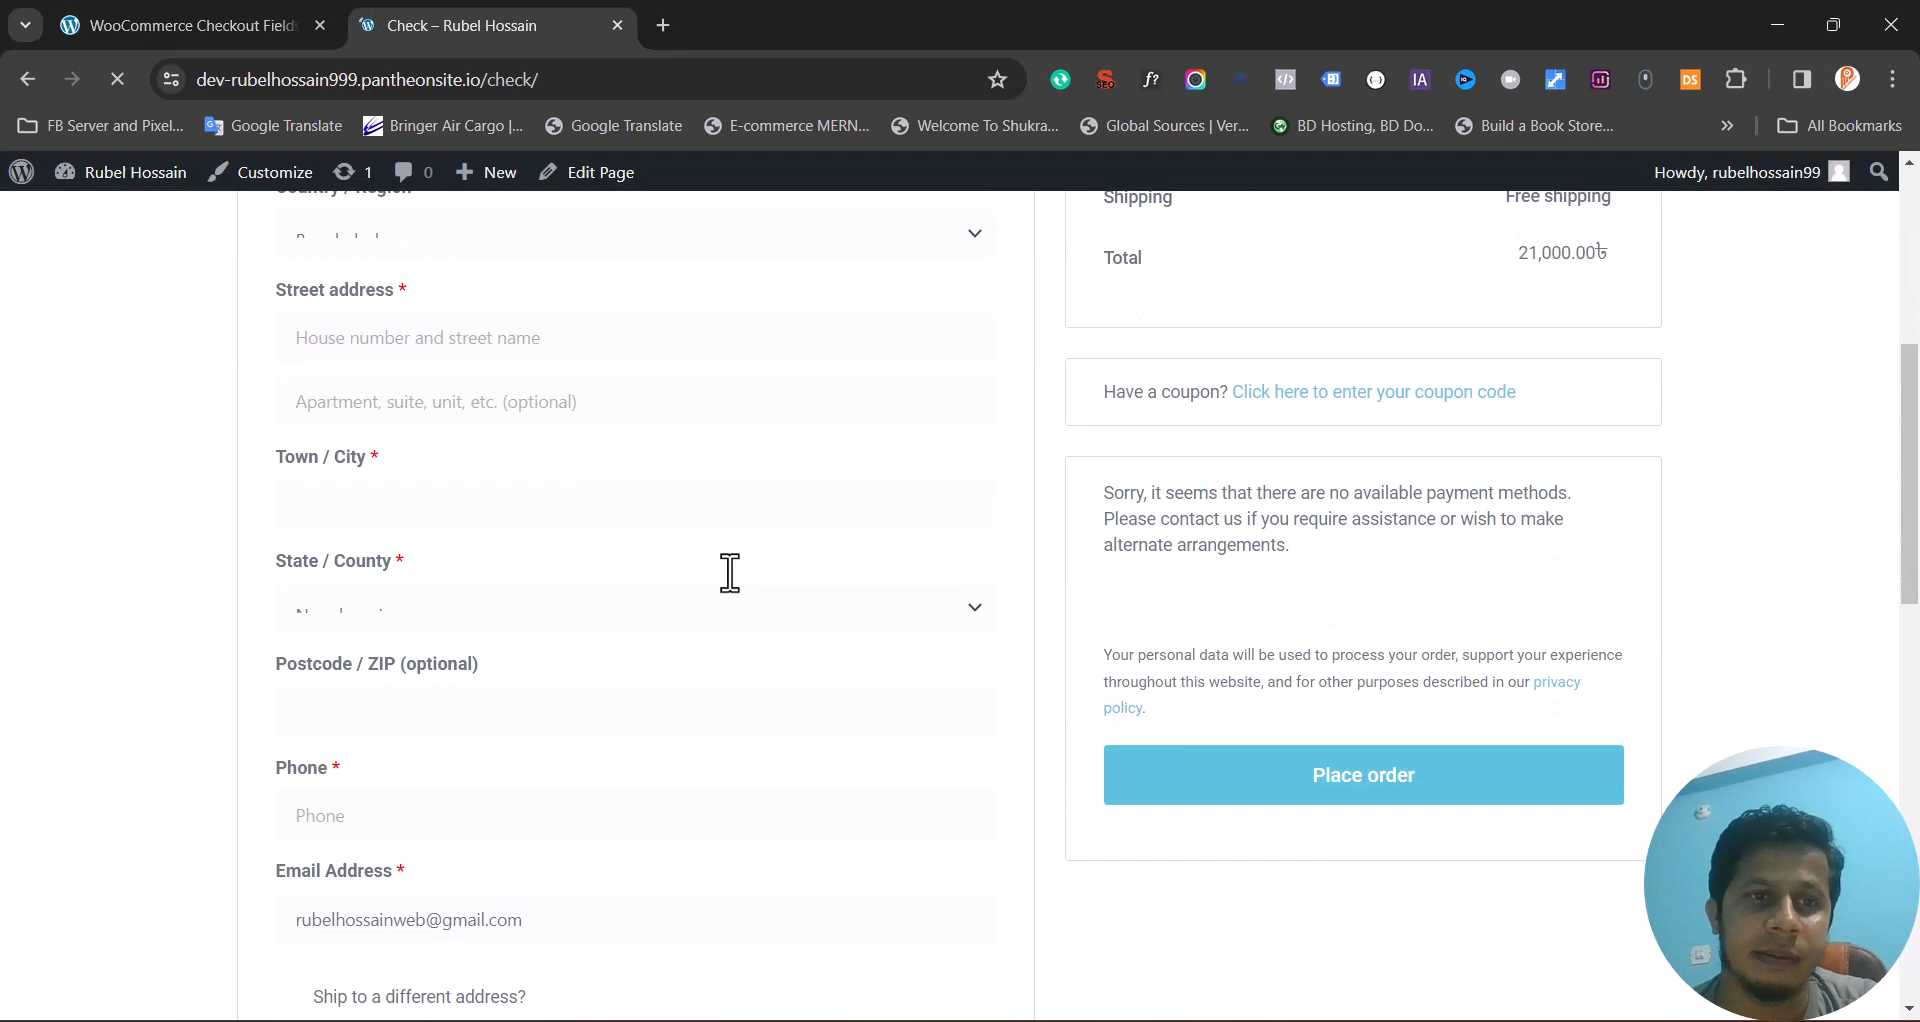 WooCommerce Checkout Fields
Check – Rubel Hossain
dev-rubelhossain999.pantheonsite.io/check/
FB Server and Pixel...
Google Translate
Bringer Air Cargo |...
Google Translate
E-commerce MERN...
Welcome To Shukra...
Global Sources | Ver...
BD Hosting, BD Do...
Build a Book Store...
All Bookmarks
Rubel Hossain
Customize
1
0
New
Edit Page
Howdy, rubelhossain99
Country / Region
Street address *
House number and street name
Apartment, suite, unit, etc. (optional)
Town / City *
State / County *
Postcode / ZIP (optional)
Phone *
Phone
Email Address *
rubelhossainweb@gmail.com
Ship to a different address?
Shipping Free shipping
Total 21,000.00৳
Have a coupon? Click here to enter your coupon code
Sorry, it seems that there are no available payment methods.
Please contact us if you require assistance or wish to make
alternate arrangements.
Your personal data will be used to process your order, support your experience
throughout this website, and for other purposes described in our privacy
policy.
Place order